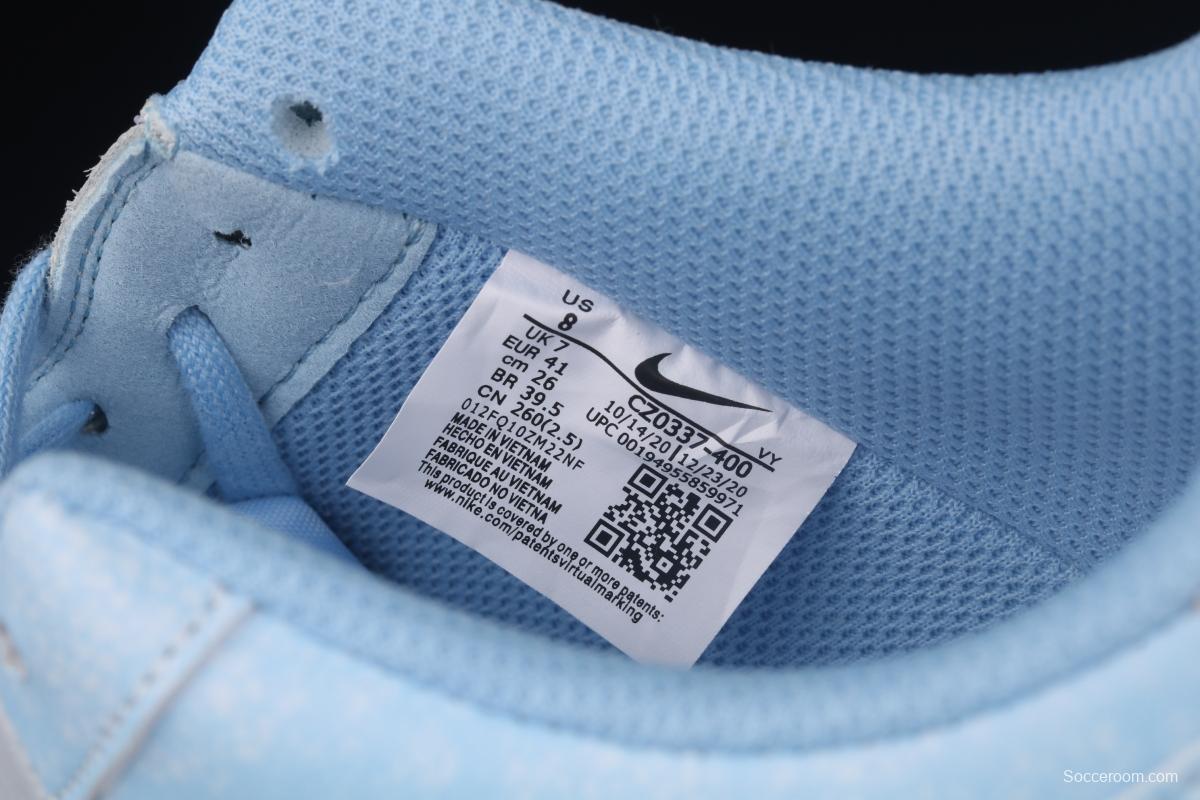 US
8
UK 7
EUR 41
cm 26
BR 39.5
CN 260(2.5)
012FQ10ZM22NF
MADE IN VIETNAM
HECHO EN VIETNAM
FABRIQUE AU VIETNAM
FABRICADO NO VIETNA
This product is covered by one or more patents:
www.nike.com/patentsvirtualmarking
CZ0337-400 VY
10/14/20 12/23/20
UPC 00194955859971
Socceroom.com